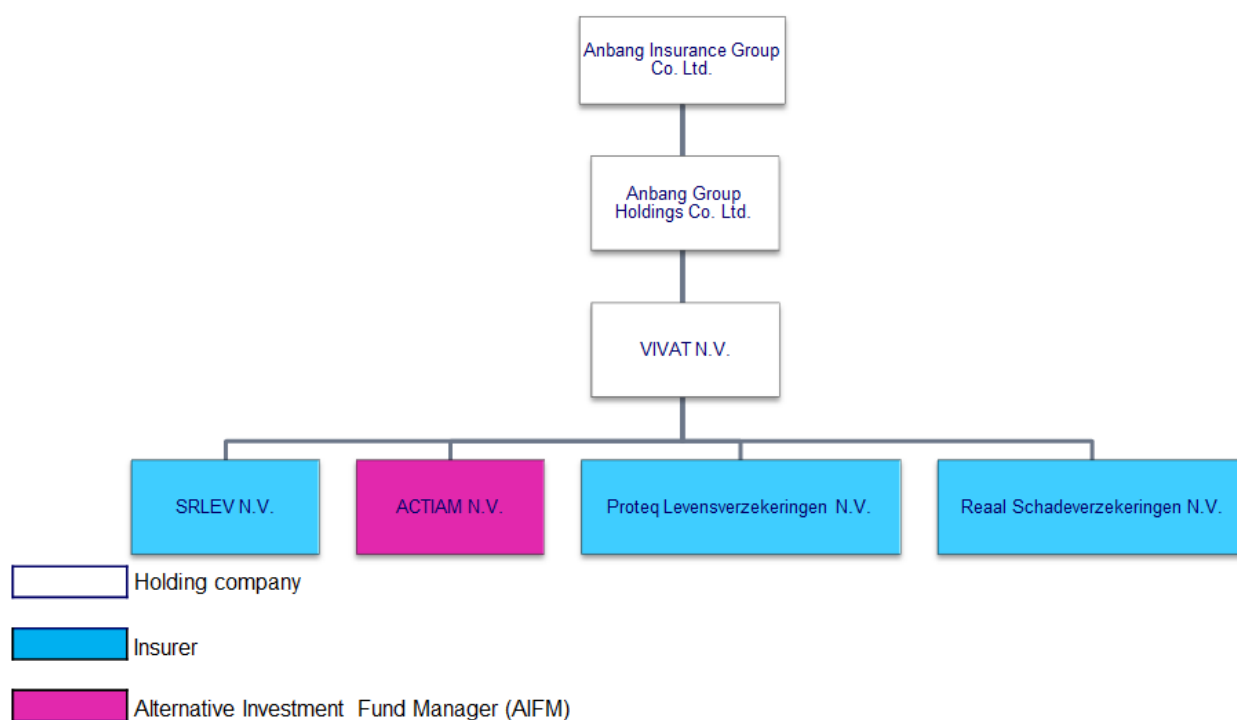 Anbang Insurance Group
Co. Ltd.
Anbang Group
Holdings Co. Ltd.
VIVAT N.V.
SRLEV N.V.
ACTIAM N.V.
Proteq Levensverzekeringen N.V.
Reaal Schadeverzekeringen N.V.
Holding company
Insurer
Alternative Investment Fund Manager (AIFM)